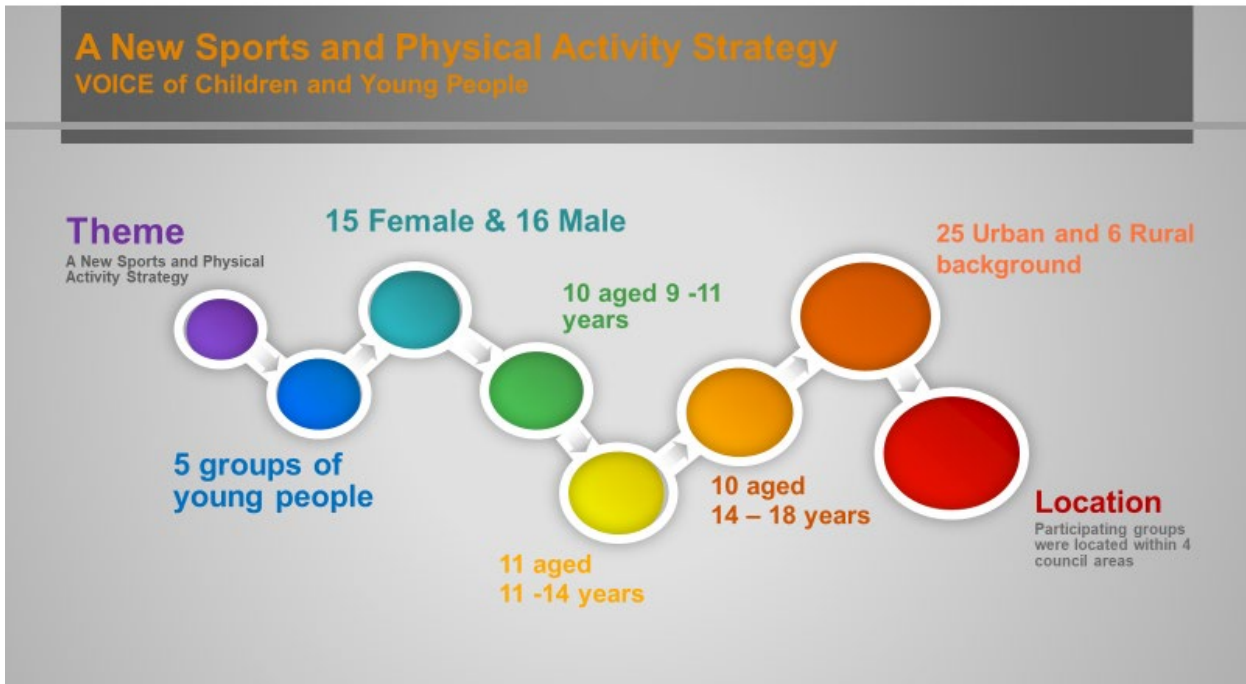 A New Sports and Physical Activity Strategy
VOICE of Children and Young People
Theme
A New Sports and Physical
Activity Strategy
5 groups of
young people
15 Female & 16 Male
10 aged 9 -11
years
11 aged
11 -14 years
10 aged
14 – 18 years
25 Urban and 6 Rural
background
Location
Participating groups
were located within 4
council areas